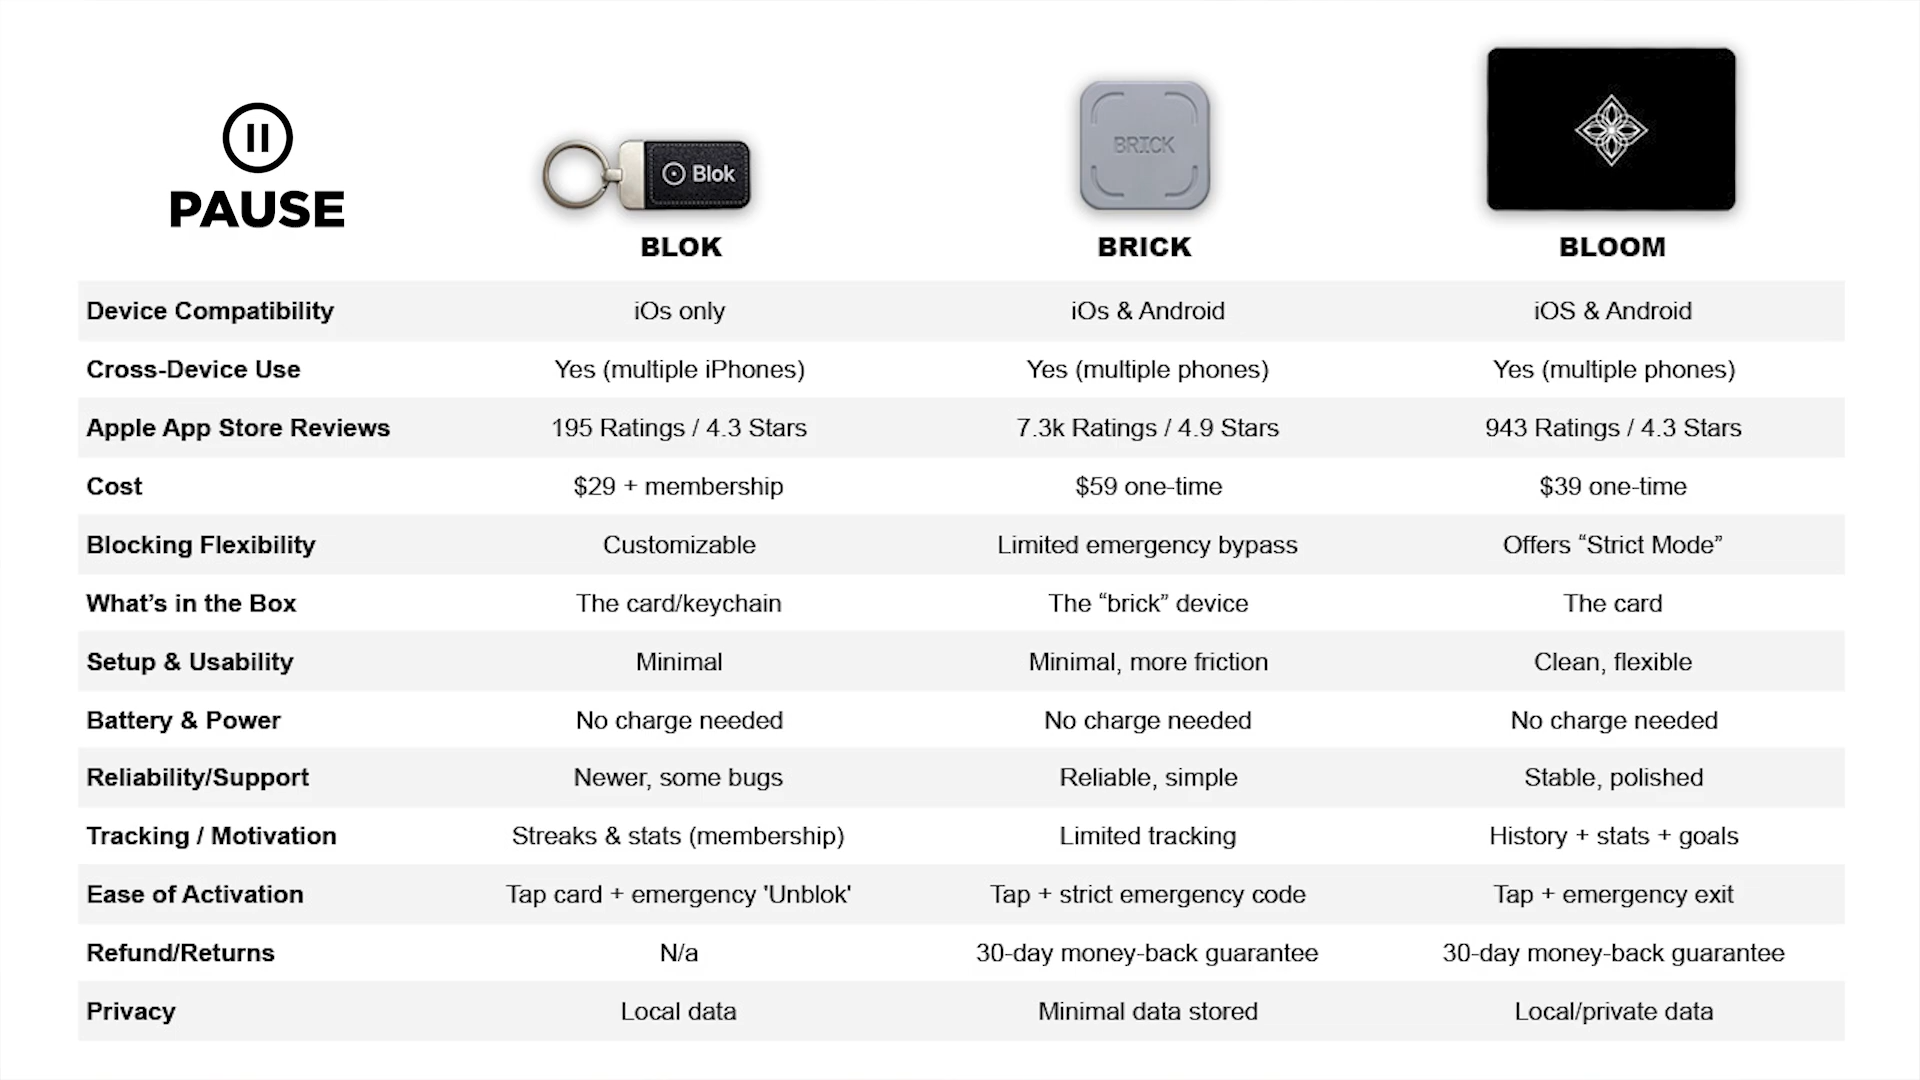 PAUSE
Blok
BRICK
BLOK
BRICK
BLOOM
Device Compatibility iOs only iOs & Android iOS & Android
Cross-Device Use Yes (multiple iPhones) Yes (multiple phones) Yes (multiple phones)
Apple App Store Reviews 195 Ratings / 4.3 Stars 7.3k Ratings / 4.9 Stars 943 Ratings / 4.3 Stars
Cost $29 + membership $59 one-time $39 one-time
Blocking Flexibility Customizable Limited emergency bypass Offers “Strict Mode”
What’s in the Box The card/keychain The “brick” device The card
Setup & Usability Minimal Minimal, more friction Clean, flexible
Battery & Power No charge needed No charge needed No charge needed
Reliability/Support Newer, some bugs Reliable, simple Stable, polished
Tracking / Motivation Streaks & stats (membership) Limited tracking History + stats + goals
Ease of Activation Tap card + emergency 'Unblok' Tap + strict emergency code Tap + emergency exit
Refund/Returns N/a 30-day money-back guarantee 30-day money-back guarantee
Privacy Local data Minimal data stored Local/private data